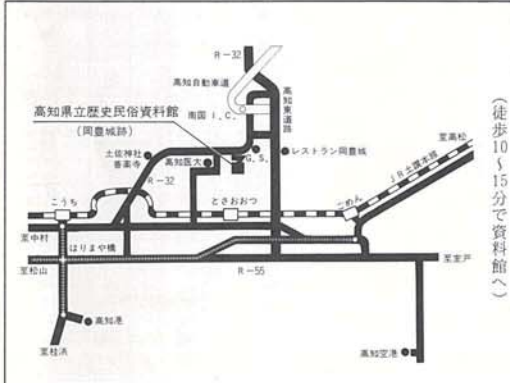 R-32
高知自動車道
高知東道路
南国 I.C.
高知県立歴史民俗資料館
(岡豊城跡)
至高松
JR土讃本線
土佐神社
善楽寺
高知医大
G.S.
レストラン岡豊城
R-32
こうち
とさおおつ
ごめん
至中村
はりまや橋
至松山
R-55
至室戸
高知港
至桂浜
高知空港
(徒歩10～15分で資料館へ)